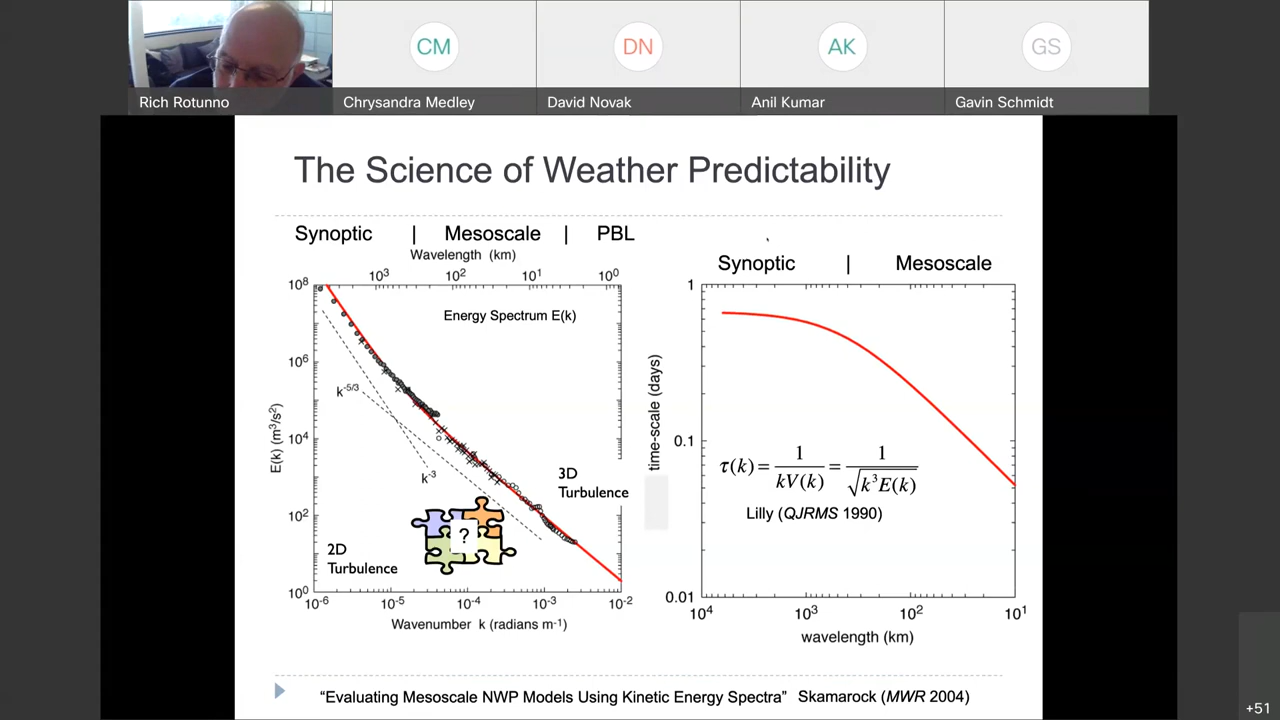 CM
DN
AK
GS
Rich Rotunno
Chrysandra Medley
David Novak
Anil Kumar
Gavin Schmidt
The Science of Weather Predictability
Synoptic | Mesoscale | PBL
Wavelength (km)
10³ 10² 10¹ 10⁰
Energy Spectrum E(k)
10⁸
10⁶
10⁴
10²
10⁰
E(k) (m³/s²)
k⁻⁵/³
k⁻³
3D
Turbulence
?
2D
Turbulence
10⁻⁶ 10⁻⁵ 10⁻⁴ 10⁻³ 10⁻²
Wavenumber k (radians m⁻¹)
Synoptic | Mesoscale
1
0.1
0.01
time-scale (days)
τ(k) = 1/(kV(k)) = 1/√(k³E(k))
Lilly (QJRMS 1990)
10⁴ 10³ 10² 10¹
wavelength (km)
“Evaluating Mesoscale NWP Models Using Kinetic Energy Spectra” Skamarock (MWR 2004)
+51